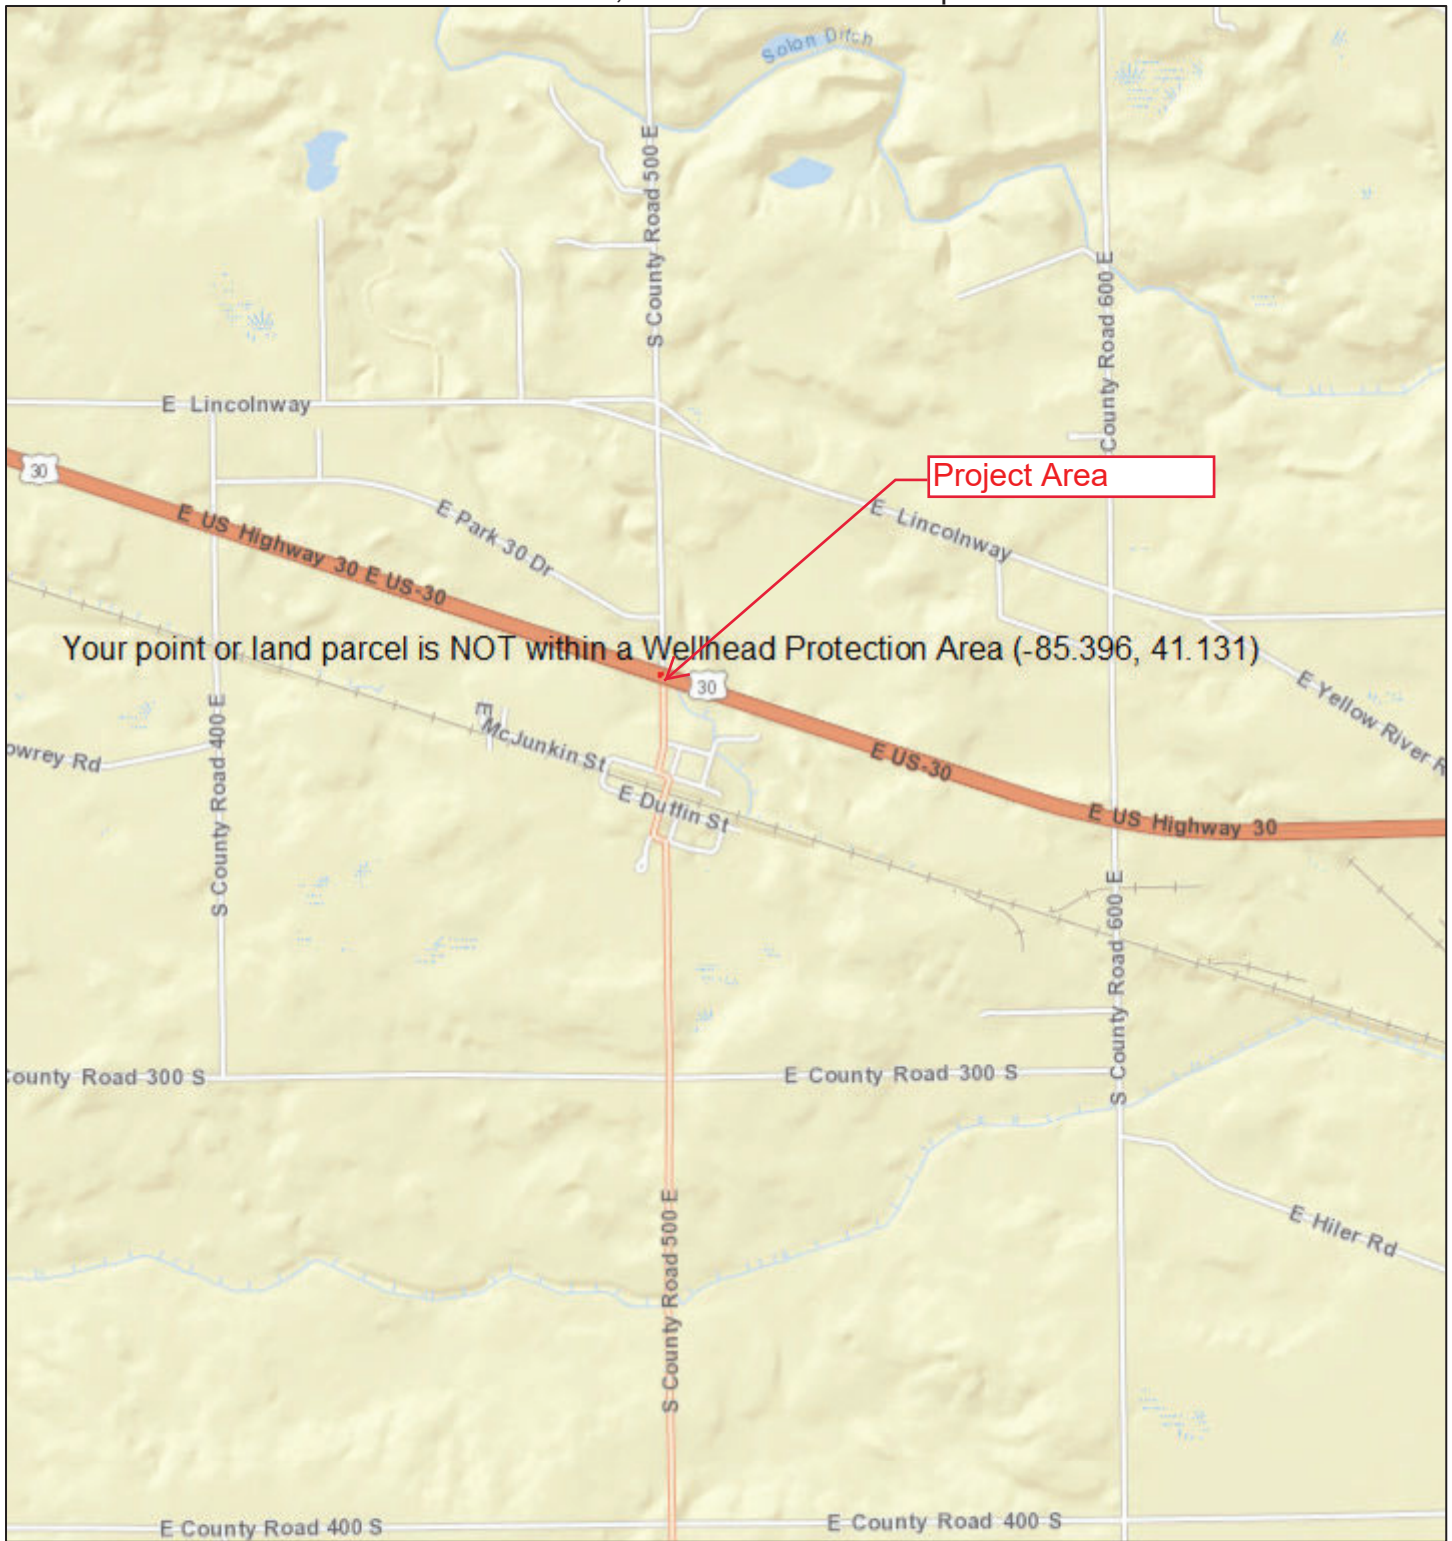 Solon Ditch
S County Road 500 E
County Road 600 E
E Lincolnway
30
Project Area
E Park 30 Dr
E Lincolnway
E US Highway 30 E US-30
Your point or land parcel is NOT within a Wellhead Protection Area (-85.396, 41.131)
30
E Yellow River R
S County Road 400 E
E
McJunkin St
owrey Rd
E US-30
E Duffin St
E US Highway 30
S County Road 600 E
County Road 300 S
E County Road 300 S
S County Road 500 E
E Hiler Rd
E County Road 400 S
E County Road 400 S